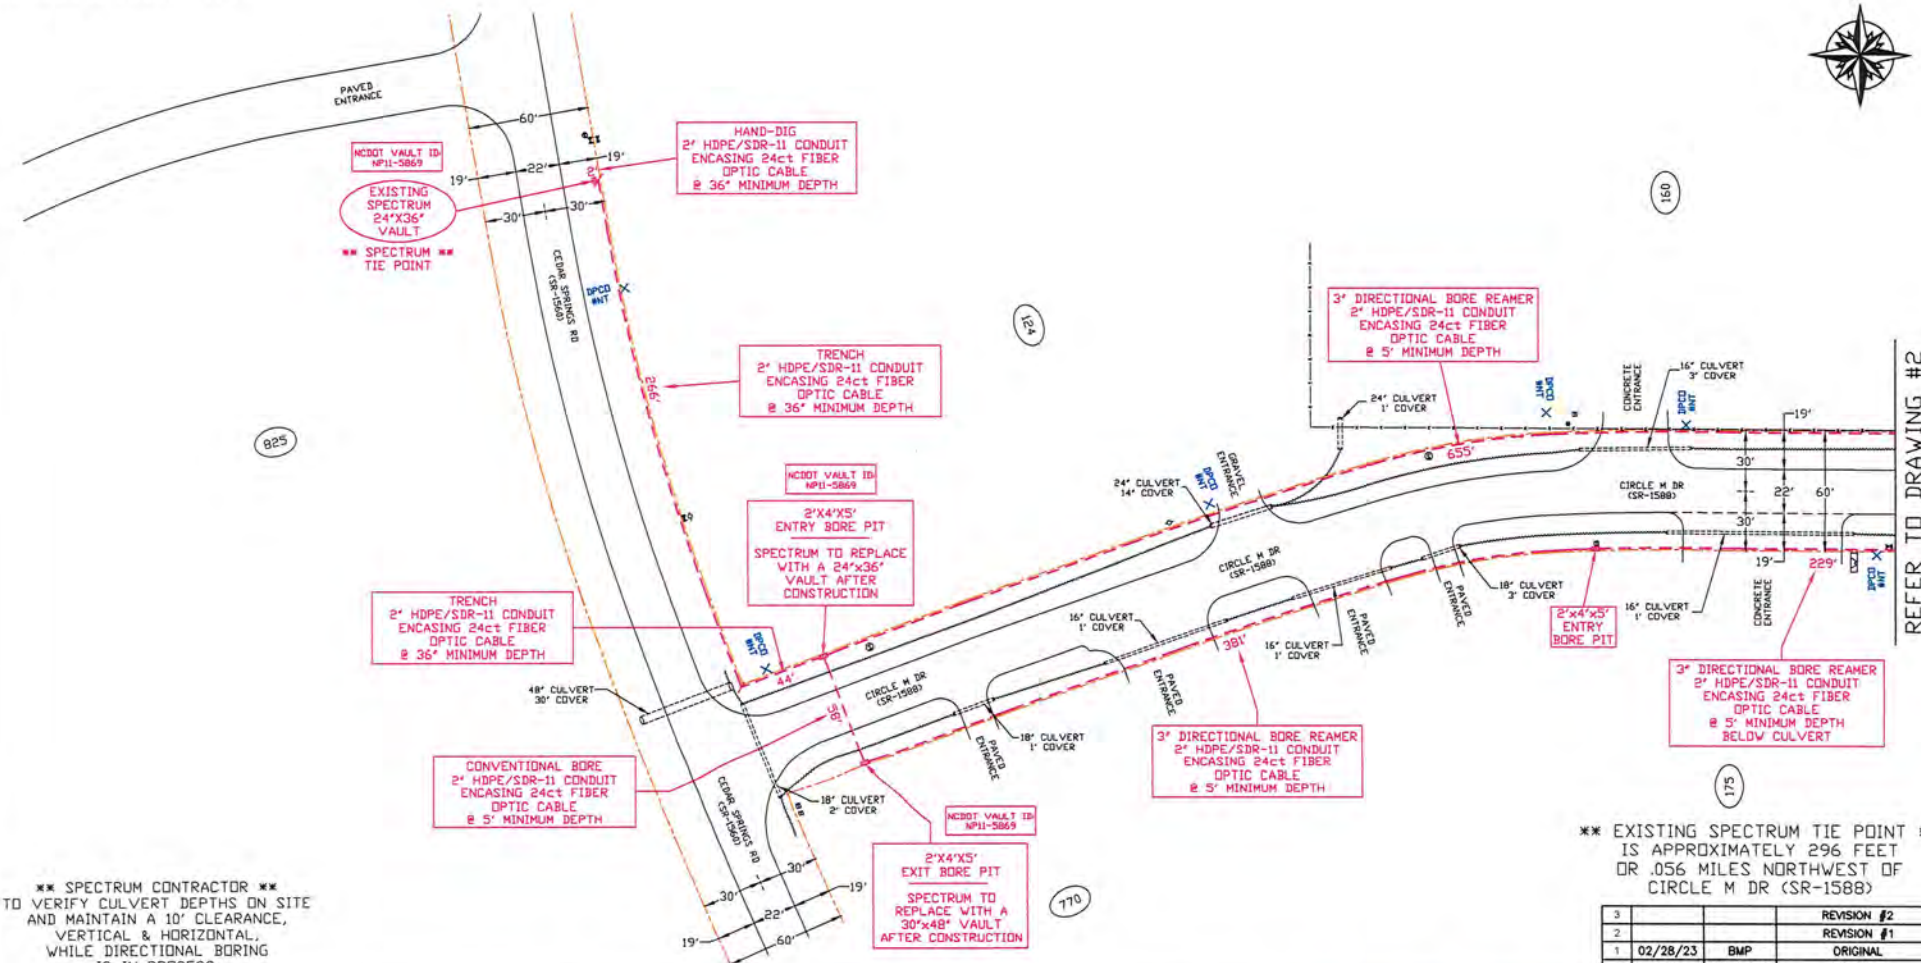 PAVED
ENTRANCE
60'
19'
22'
19'
2'
30'
30'
NCDOT VAULT ID:
NP11-5869
EXISTING
SPECTRUM
24"X36"
VAULT
** SPECTRUM **
TIE POINT
HAND-DIG
2" HDPE/SDR-11 CONDUIT
ENCASING 24ct FIBER
OPTIC CABLE
@ 36" MINIMUM DEPTH
CEDAR SPRINGS RD
(SR-1560)
DPCO
#NT
266'
TRENCH
2" HDPE/SDR-11 CONDUIT
ENCASING 24ct FIBER
OPTIC CABLE
@ 36" MINIMUM DEPTH
825
124
160
NCDOT VAULT ID:
NP11-5869
2'X4'X5'
ENTRY BORE PIT
SPECTRUM TO REPLACE
WITH A 24"x36"
VAULT AFTER
CONSTRUCTION
TRENCH
2" HDPE/SDR-11 CONDUIT
ENCASING 24ct FIBER
OPTIC CABLE
@ 36" MINIMUM DEPTH
DPCO
#NT
44'
48" CULVERT
30" COVER
58'
CIRCLE M DR
(SR-1588)
CONVENTIONAL BORE
2" HDPE/SDR-11 CONDUIT
ENCASING 24ct FIBER
OPTIC CABLE
@ 5' MINIMUM DEPTH
18" CULVERT
2' COVER
CEDAR SPRINGS RD
(SR-1560)
30'
30'
19'
22'
19'
60'
NCDOT VAULT ID:
NP11-5869
2'X4'X5'
EXIT BORE PIT
SPECTRUM TO
REPLACE WITH A
30"x48" VAULT
AFTER CONSTRUCTION
770
18" CULVERT
1' COVER
PAVED
ENTRANCE
16" CULVERT
1' COVER
PAVED
ENTRANCE
381'
3" DIRECTIONAL BORE REAMER
2" HDPE/SDR-11 CONDUIT
ENCASING 24ct FIBER
OPTIC CABLE
@ 5' MINIMUM DEPTH
16" CULVERT
1' COVER
PAVED
ENTRANCE
CIRCLE M DR
(SR-1588)
24" CULVERT
14" COVER
DPCO
#NT
GRAVEL
ENTRANCE
24" CULVERT
1' COVER
3" DIRECTIONAL BORE REAMER
2" HDPE/SDR-11 CONDUIT
ENCASING 24ct FIBER
OPTIC CABLE
@ 5' MINIMUM DEPTH
655'
DPCO
#NT
CONCRETE
ENTRANCE
16" CULVERT
3" COVER
DPCO
#NT
19'
30'
22'
60'
30'
19'
CIRCLE M DR
(SR-1588)
18" CULVERT
3" COVER
PAVED
ENTRANCE
2'x4'x5'
ENTRY
BORE PIT
16" CULVERT
1' COVER
CONCRETE
ENTRANCE
229'
DPCO
#NT
3" DIRECTIONAL BORE REAMER
2" HDPE/SDR-11 CONDUIT
ENCASING 24ct FIBER
OPTIC CABLE
@ 5' MINIMUM DEPTH
BELOW CULVERT
REFER TO DRAWING #2
175
** EXISTING SPECTRUM TIE POINT
IS APPROXIMATELY 296 FEET
OR .056 MILES NORTHWEST OF
CIRCLE M DR (SR-1588)
3 REVISION #2
2 REVISION #1
1 02/28/23 BMP ORIGINAL
** SPECTRUM CONTRACTOR **
TO VERIFY CULVERT DEPTHS ON SITE
AND MAINTAIN A 10' CLEARANCE,
VERTICAL & HORIZONTAL,
WHILE DIRECTIONAL BORING